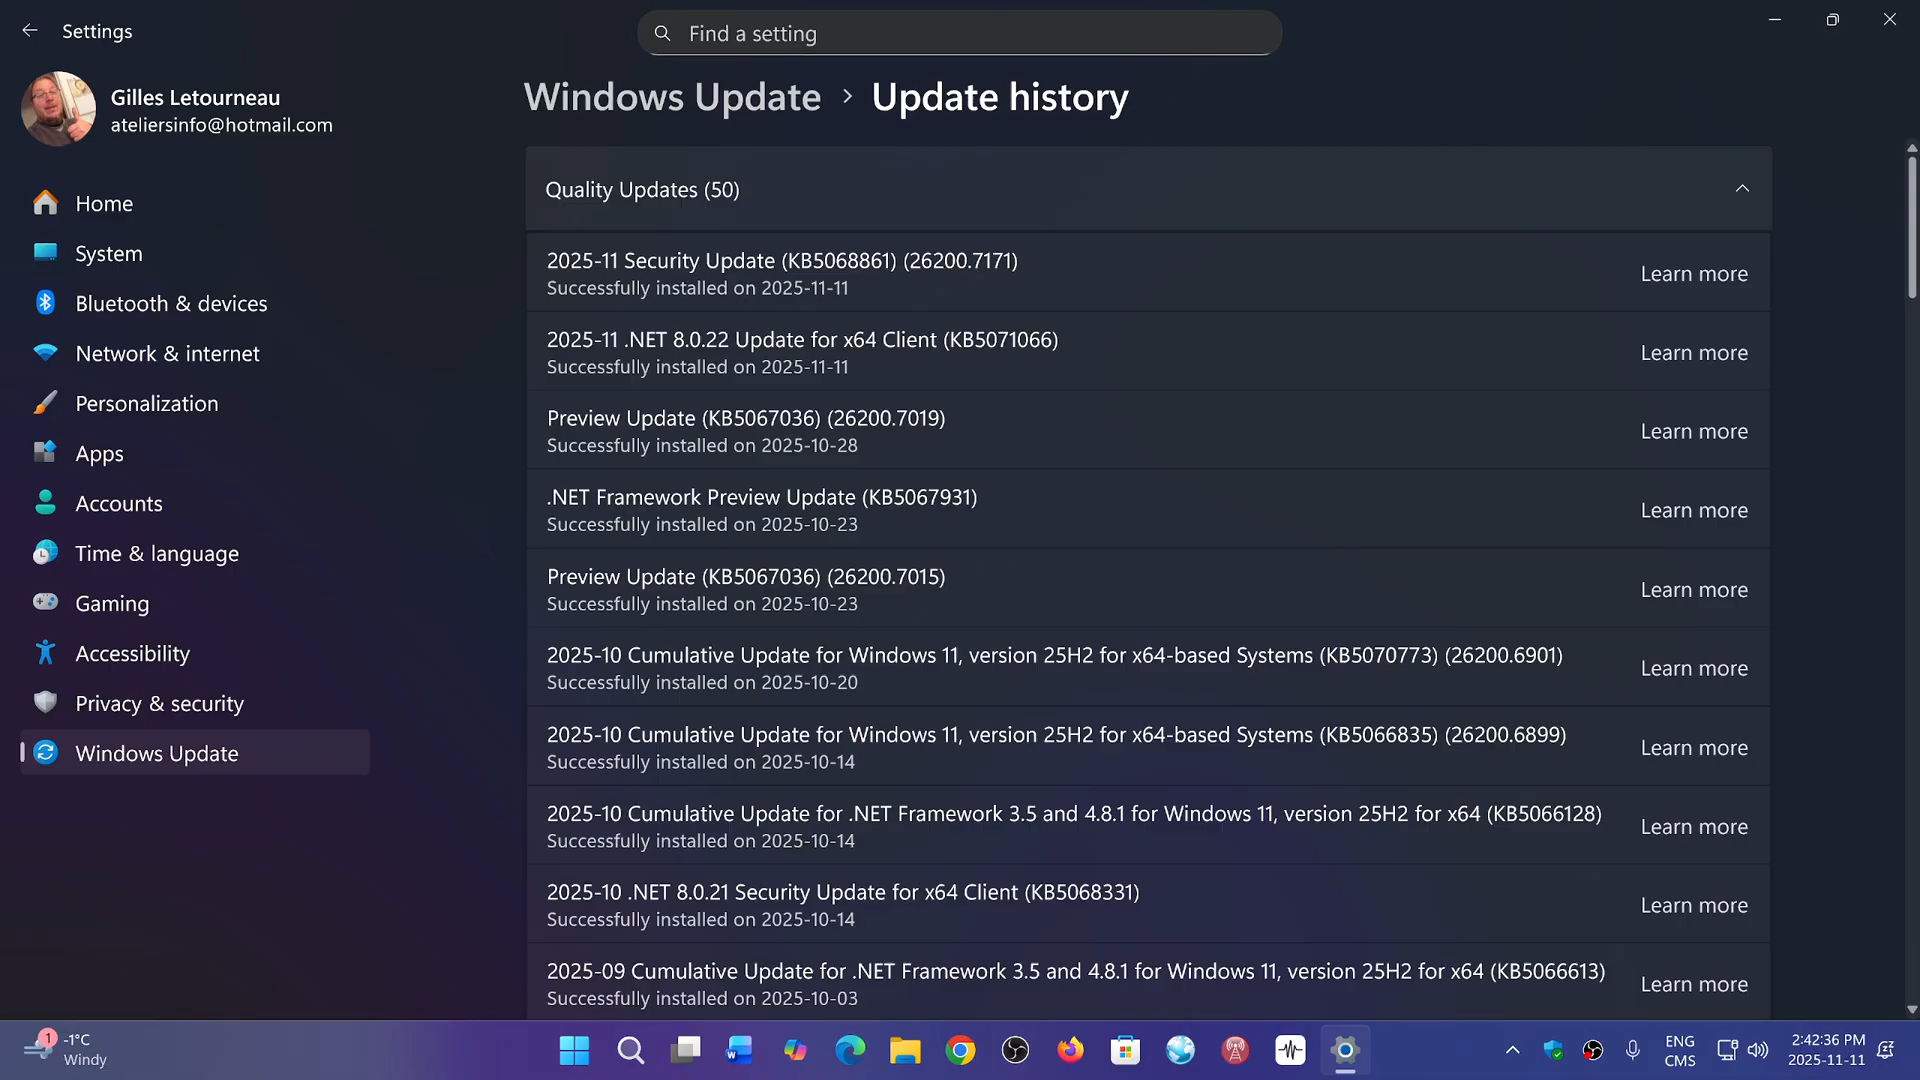 Settings
Find a setting
Gilles Letourneau
ateliersinfo@hotmail.com
Home
System
Bluetooth & devices
Network & internet
Personalization
Apps
Accounts
Time & language
Gaming
Accessibility
Privacy & security
Windows Update
Windows Update > Update history
Quality Updates (50)
2025-11 Security Update (KB5068861) (26200.7171)
Successfully installed on 2025-11-11
Learn more
2025-11 .NET 8.0.22 Update for x64 Client (KB5071066)
Successfully installed on 2025-11-11
Learn more
Preview Update (KB5067036) (26200.7019)
Successfully installed on 2025-10-28
Learn more
.NET Framework Preview Update (KB5067931)
Successfully installed on 2025-10-23
Learn more
Preview Update (KB5067036) (26200.7015)
Successfully installed on 2025-10-23
Learn more
2025-10 Cumulative Update for Windows 11, version 25H2 for x64-based Systems (KB5070773) (26200.6901)
Successfully installed on 2025-10-20
Learn more
2025-10 Cumulative Update for Windows 11, version 25H2 for x64-based Systems (KB5066835) (26200.6899)
Successfully installed on 2025-10-14
Learn more
2025-10 Cumulative Update for .NET Framework 3.5 and 4.8.1 for Windows 11, version 25H2 for x64 (KB5066128)
Successfully installed on 2025-10-14
Learn more
2025-10 .NET 8.0.21 Security Update for x64 Client (KB5068331)
Successfully installed on 2025-10-14
Learn more
2025-09 Cumulative Update for .NET Framework 3.5 and 4.8.1 for Windows 11, version 25H2 for x64 (KB5066613)
Successfully installed on 2025-10-03
Learn more
1
-1°C
Windy
W
ENG
CMS
2:42:36 PM
2025-11-11